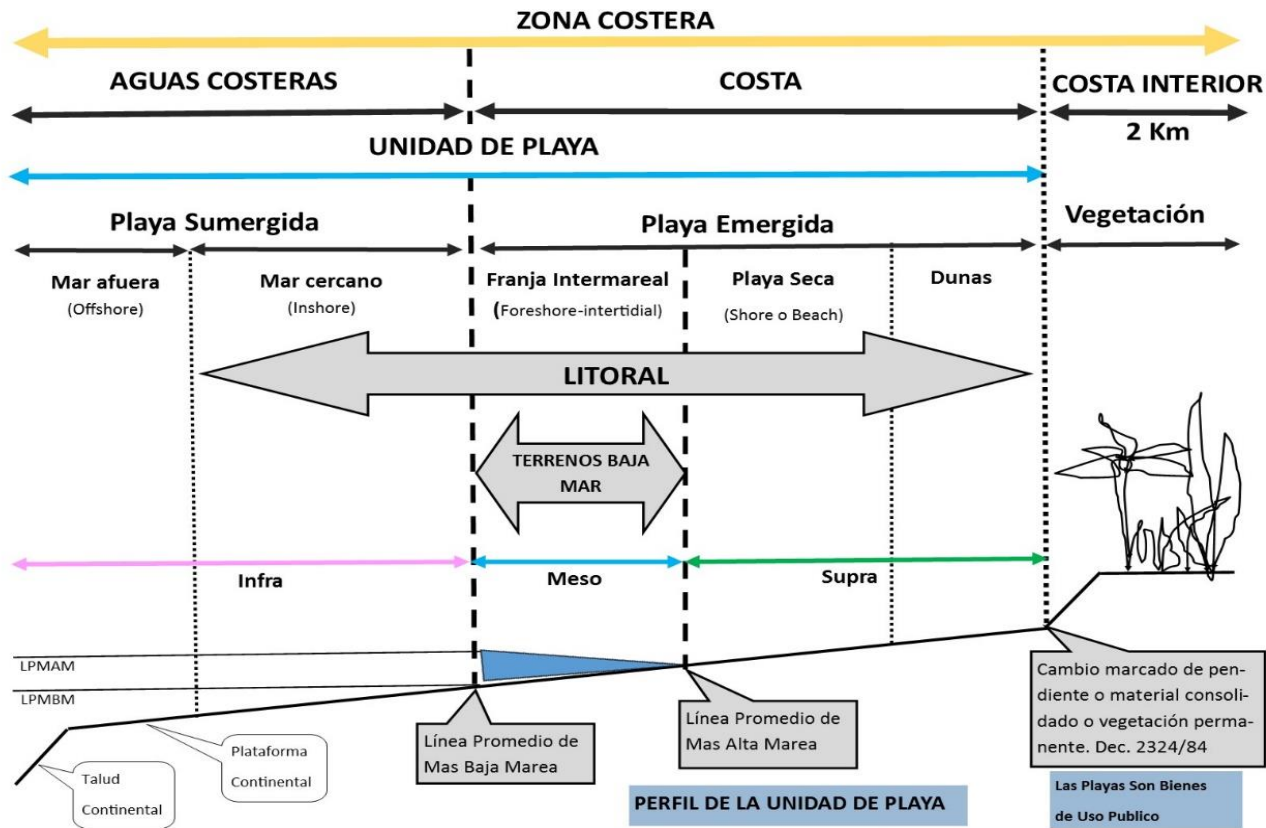 ZONA COSTERA
AGUAS COSTERAS
COSTA
COSTA INTERIOR
2 Km
UNIDAD DE PLAYA
Playa Sumergida
Playa Emergida
Vegetación
Mar afuera
(Offshore)
Mar cercano
(Inshore)
Franja Intermareal
(Foreshore-intertidial)
Playa Seca
(Shore o Beach)
Dunas
LITORAL
TERRENOS BAJA
MAR
Infra
Meso
Supra
LPMAM
LPMBM
Talud
Continental
Plataforma
Continental
Línea Promedio de
Mas Baja Marea
Línea Promedio de
Mas Alta Marea
Cambio marcado de pen-
diente o material consoli-
dado o vegetación perma-
nente. Dec. 2324/84
PERFIL DE LA UNIDAD DE PLAYA
Las Playas Son Bienes
de Uso Publico